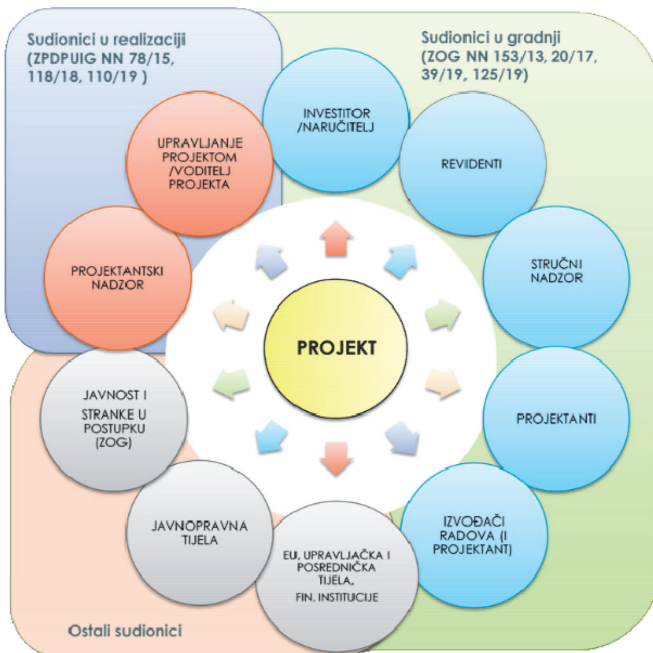 Sudionici u realizaciji
(ZPDPUIG NN 78/15,
118/18, 110/19 )
Sudionici u gradnji
(ZOG NN 153/13, 20/17,
39/19, 125/19)
INVESTITOR
/NARUČITELJ
UPRAVLJANJE
PROJEKTOM
/VODITELJ
PROJEKTA
REVIDENTI
PROJEKTANTSKI
NADZOR
STRUČNI
NADZOR
PROJEKT
JAVNOST I
STRANKE U
POSTUPKU
(ZOG)
PROJEKTANTI
JAVNOPRAVNA
TIJELA
IZVOĐAČI
RADOVA (I
PROJEKTANT)
EU, UPRAVLJAČKA I
POSREDNIČKA
TIJELA,
FIN. INSTITUCIJE
Ostali sudionici